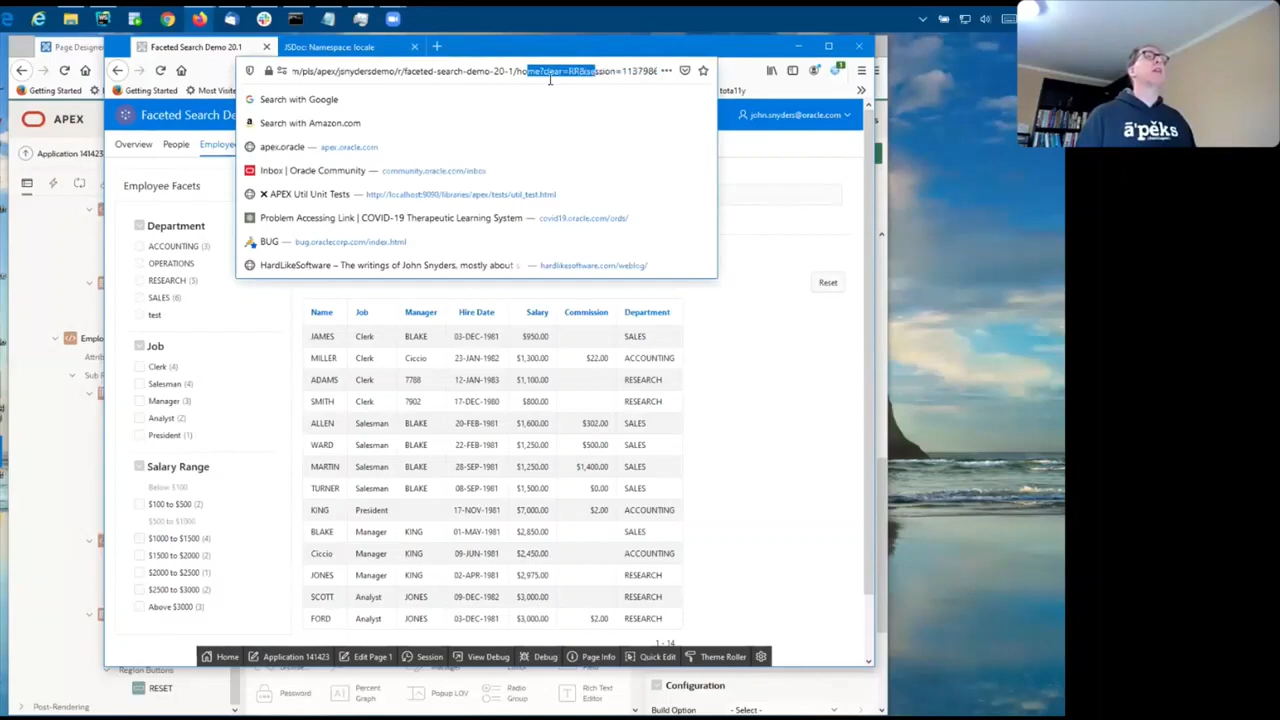 Page Designer
Faceted Search Demo 20.1
JSDoc: Namespace: locale
m/pls/apex/jsnydersdemo/r/faceted-search-demo-20-1/home?clear=RR&session=1137986
Getting Started
Getting Started
Most Visit
tota11y
Search with Google
Search with Amazon.com
apex.oracle — apex.oracle.com
Inbox | Oracle Community — community.oracle.com/inbox
✕ APEX Util Unit Tests — http://localhost:9090/libraries/apex/tests/util_test.html
Problem Accessing Link | COVID-19 Therapeutic Learning System — covid19.oracle.com/ords/
BUG — bug.oraclecorp.com/index.html
HardLikeSoftware – The writings of John Snyders, mostly about s — hardlikesoftware.com/weblog/
APEX
Faceted Sear
john.snyders@oracle.com
Application 141423
Overview
People
Employe
Employee Facets
Department
ACCOUNTING (3)
OPERATIONS
RESEARCH (5)
SALES (6)
test
Job
Clerk (4)
Salesman (4)
Manager (3)
Analyst (2)
President (1)
Salary Range
Below $100
$100 to $500 (2)
$500 to $1000
$1000 to $1500 (4)
$1500 to $2000 (2)
$2000 to $2500 (1)
$2500 to $3000 (2)
Above $3000 (3)
Reset
Name Job Manager Hire Date Salary Commission Department
JAMES Clerk BLAKE 03-DEC-1981 $950.00 SALES
MILLER Clerk Ciccio 23-JAN-1982 $1,300.00 $22.00 ACCOUNTING
ADAMS Clerk 7788 12-JAN-1983 $1,100.00 RESEARCH
SMITH Clerk 7902 17-DEC-1980 $800.00 RESEARCH
ALLEN Salesman BLAKE 20-FEB-1981 $1,600.00 $302.00 SALES
WARD Salesman BLAKE 22-FEB-1981 $1,250.00 $500.00 SALES
MARTIN Salesman BLAKE 28-SEP-1981 $1,250.00 $1,400.00 SALES
TURNER Salesman BLAKE 08-SEP-1981 $1,500.00 $0.00 SALES
KING President 17-NOV-1981 $7,000.00 $2.00 ACCOUNTING
BLAKE Manager KING 01-MAY-1981 $2,850.00 SALES
Ciccio Manager KING 09-JUN-1981 $2,450.00 ACCOUNTING
JONES Manager KING 02-APR-1981 $2,975.00 RESEARCH
SCOTT Analyst JONES 09-DEC-1982 $3,000.00 RESEARCH
FORD Analyst JONES 03-DEC-1981 $3,000.00 $2.00 RESEARCH
1 - 14
Home
Application 141423
Edit Page 1
Session
View Debug
Debug
Page Info
Quick Edit
Theme Roller
Emplo
Attrib
Sub R
Region Buttons
RESET
Post-Rendering
Password
Percent Graph
Popup LOV
Radio Group
Rich Text Editor
Configuration
Build Option
- Select -
ā'pěks